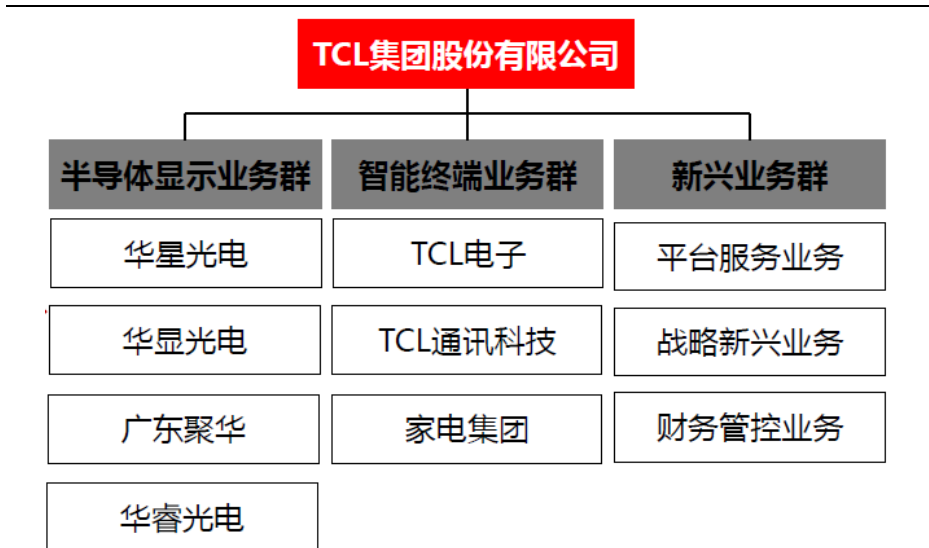 TCL集团股份有限公司
半导体显示业务群
智能终端业务群
新兴业务群
华星光电
TCL电子
平台服务业务
华显光电
TCL通讯科技
战略新兴业务
广东聚华
家电集团
财务管控业务
华睿光电